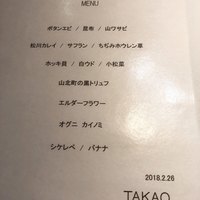 MENU
ボタンエビ / 昆布 / 山ワサビ
松川カレイ / サフラン / ちぢみホウレン草
ホッキ貝 / 白ウド / 小松菜
山北町の黒トリュフ
エルダーフラワー
オグニ カイノミ
シケレペ / バナナ
2018.2.26
TAKAO